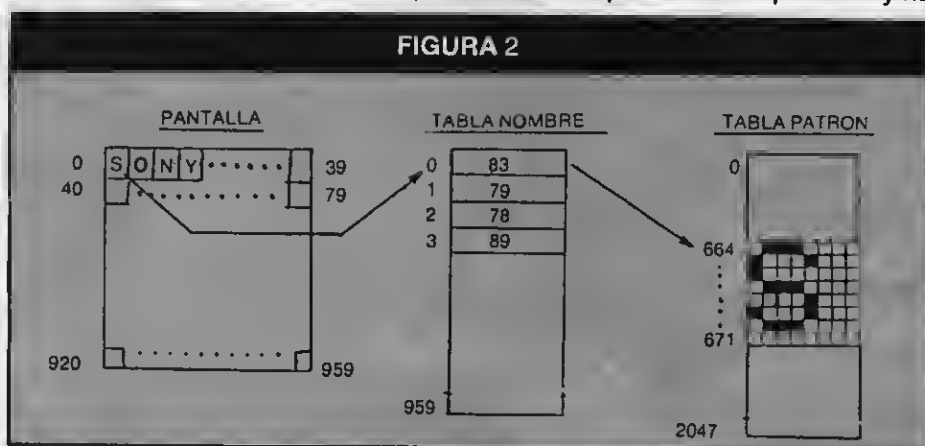 FIGURA 2
PANTALLA
0 S O N Y 39
40 79
920 959
TABLA NOMBRE
0 83
1 79
2 78
3 89
959
TABLA PATRON
0
664
671
2047